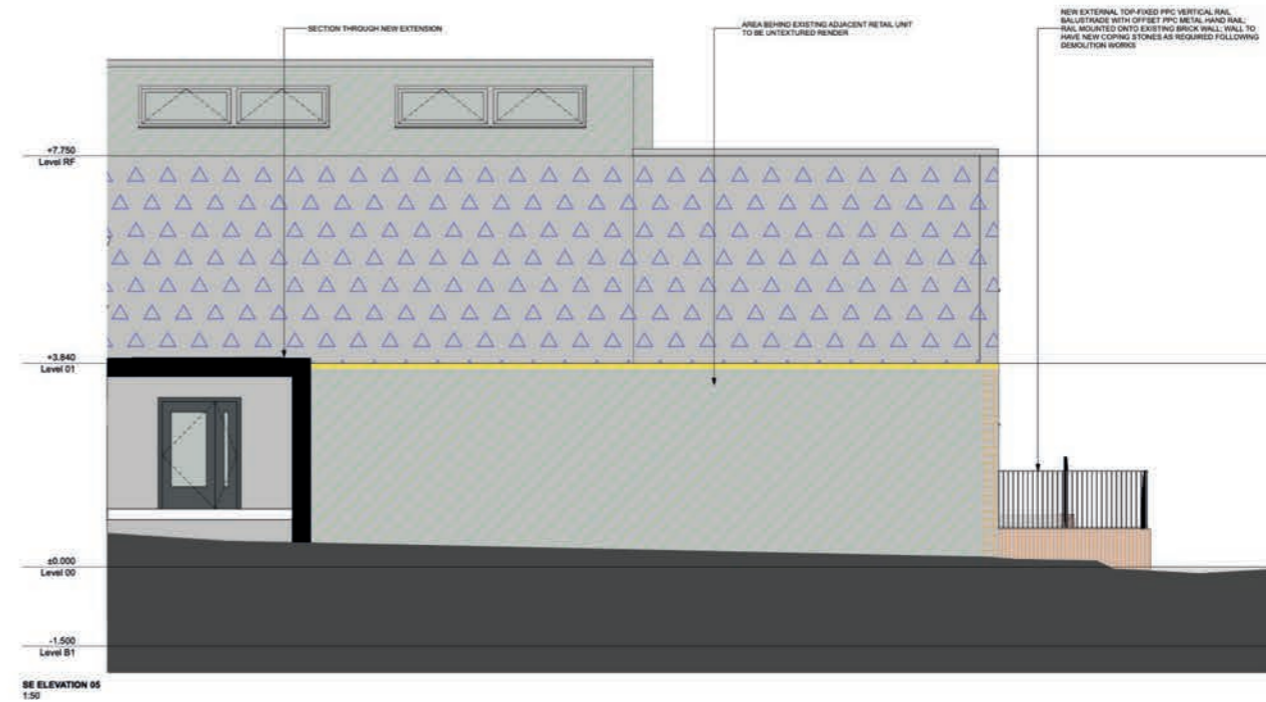 NEW EXTERNAL TOP-FIXED PPC VERTICAL RAIL
BALUSTRADE WITH OFFSET PPC METAL HAND RAIL;
RAIL MOUNTED ONTO EXISTING BRICK WALL; WALL TO
HAVE NEW COPING STONES AS REQUIRED FOLLOWING
DEMOLITION WORKS
SECTION THROUGH NEW EXTENSION
AREA BEHIND EXISTING ADJACENT RETAIL UNIT
TO BE UNTEXTURED RENDER
+7.750
Level RF
+3.840
Level 01
±0.000
Level 00
-1.500
Level B1
SE ELEVATION 05
1:50